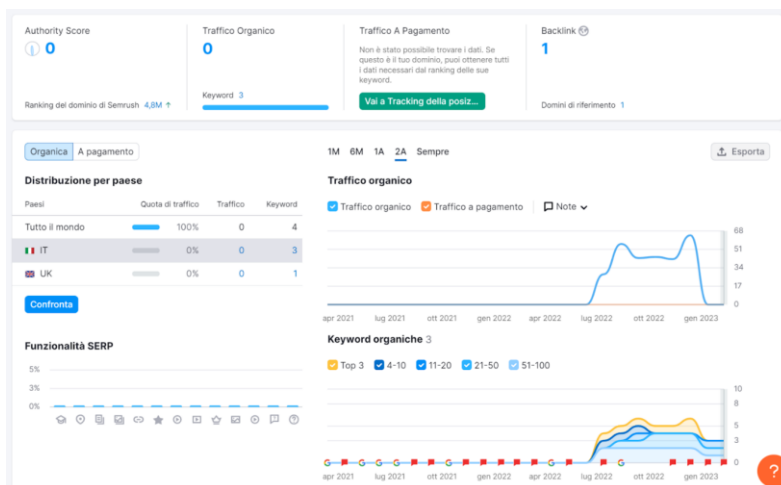 Authority Score
0
Ranking del dominio di Semrush 4,8M ↑
Traffico Organico
0
Keyword 3
Traffico A Pagamento
Non è stato possibile trovare i dati. Se
questo è il tuo dominio, puoi ottenere tutti
i dati necessari dal ranking delle sue
keyword.
Vai a Tracking della posiz...
Backlink
1
Domini di riferimento 1
Organica A pagamento
Distribuzione per paese
Paesi Quota di traffico Traffico Keyword
Tutto il mondo 100% 0 4
IT 0% 0 3
UK 0% 0 1
Confronta
Funzionalità SERP
5%
3%
0%
1M 6M 1A 2A Sempre
Esporta
Traffico organico
Traffico organico Traffico a pagamento Note
68
51
34
17
0
apr 2021 lug 2021 ott 2021 gen 2022 apr 2022 lug 2022 ott 2022 gen 2023
Keyword organiche 3
Top 3 4-10 11-20 21-50 51-100
10
8
5
3
0
G G G G G G G G G
apr 2021 lug 2021 ott 2021 gen 2022 apr 2022 lug 2022 ott 2022 gen 2023
?